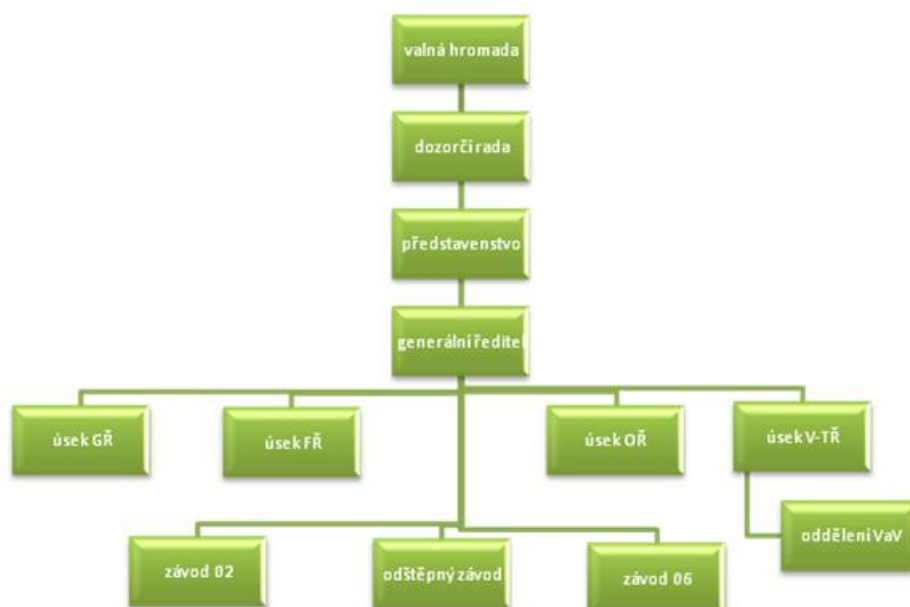 valná hromada
dozorčí rada
představenstvo
generální ředitel
úsek GŘ
úsek FŘ
úsek OŘ
úsek V-TŘ
oddělení VaV
závod 02
odštěpný závod
závod 06